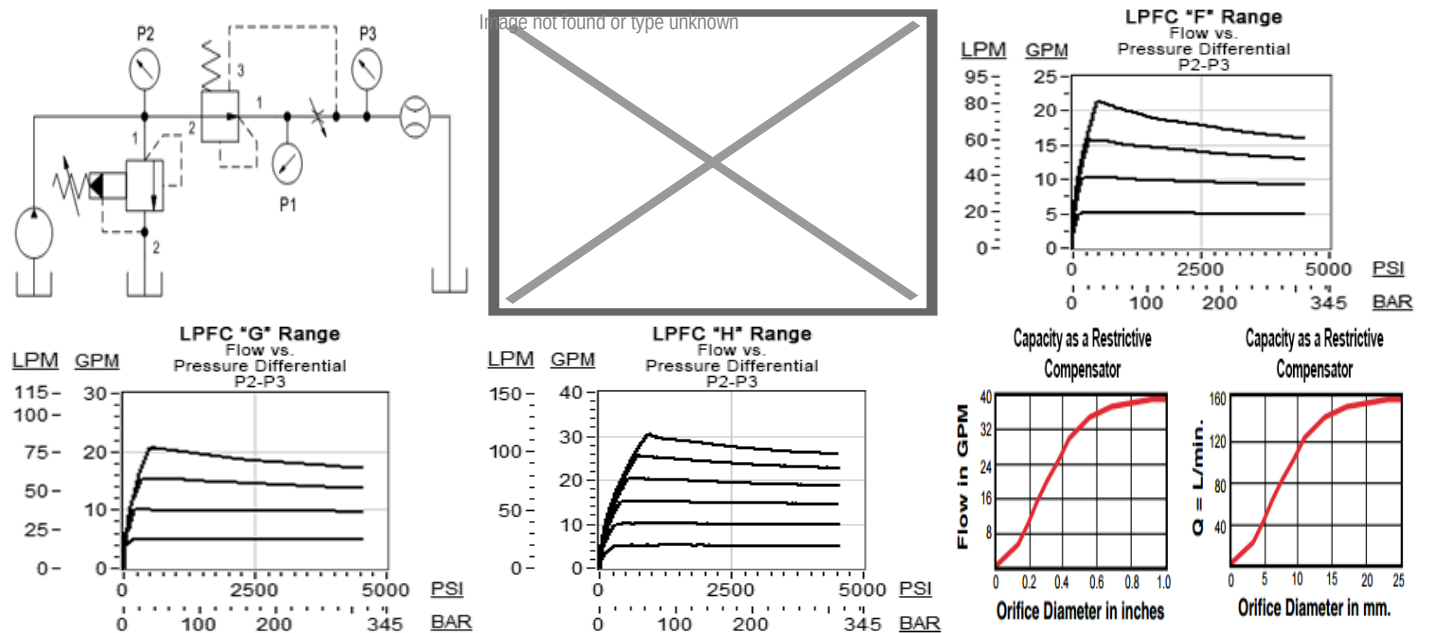 P2
P3
3
1
1
2
P1
2
Image not found or type unknown
LPFC "F" Range
Flow vs.
Pressure Differential
P2-P3
LPM GPM
95
80
60
40
20
0
25
20
15
10
5
0
0 2500 5000 PSI
0 100 200 345 BAR
LPFC "G" Range
Flow vs.
Pressure Differential
P2-P3
LPM GPM
115
100
75
50
25
0
30
20
10
0
0 2500 5000 PSI
0 100 200 345 BAR
LPFC "H" Range
Flow vs.
Pressure Differential
P2-P3
LPM GPM
150
100
50
0
40
30
20
10
0
0 2500 5000 PSI
0 100 200 345 BAR
Capacity as a Restrictive
Compensator
Flow in GPM
40
32
24
16
8
0 0.2 0.4 0.6 0.8 1.0
Orifice Diameter in inches
Capacity as a Restrictive
Compensator
Q = L/min.
160
120
80
40
0 5 10 15 20 25
Orifice Diameter in mm.